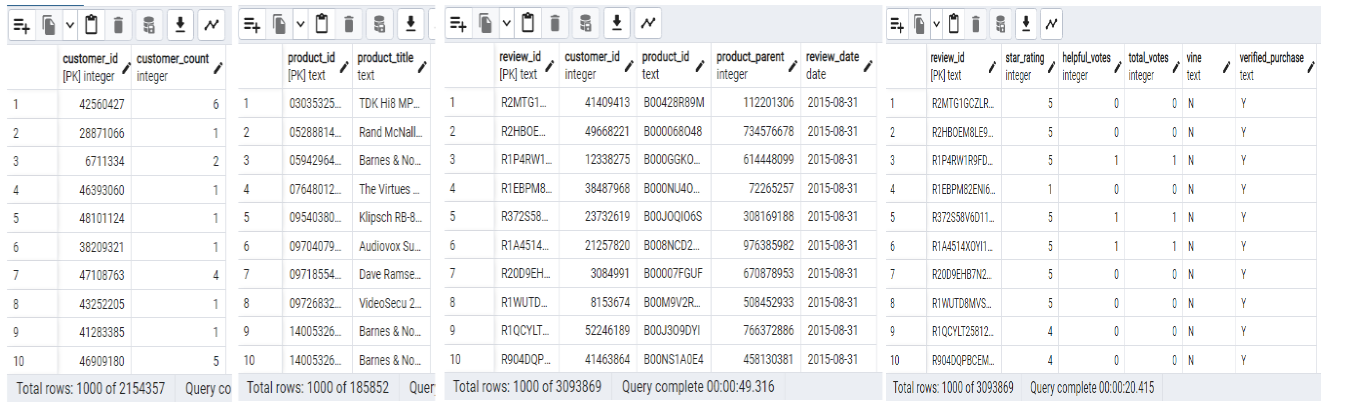 customer_id customer_count
[PK] integer integer
1 42560427 6
2 28871066 1
3 6711334 2
4 46393060 1
5 48101124 1
6 38209321 1
7 47108763 4
8 43252205 1
9 41283385 1
10 46909180 5
Total rows: 1000 of 2154357 Query co
product_id product_title
[PK] text text
1 03035325... TDK Hi8 MP...
2 05288814... Rand McNall...
3 05942964... Barnes & No...
4 07648012... The Virtues ...
5 09540380... Klipsch RB-8...
6 09704079... Audiovox Su...
7 09718554... Dave Ramse...
8 09726832... VideoSecu 2...
9 14005326... Barnes & No...
10 14005326... Barnes & No...
Total rows: 1000 of 185852 Quer
review_id customer_id product_id product_parent review_date
[PK] text integer text integer date
1 R2MTG1... 41409413 B00428R89M 112201306 2015-08-31
2 R2HBOE... 49668221 B000068O48 734576678 2015-08-31
3 R1P4RW1... 12338275 B000GGKO... 614448099 2015-08-31
4 R1EBPM8... 38487968 B000NU4O... 72265257 2015-08-31
5 R372S58... 23732619 B00JOQIO6S 308169188 2015-08-31
6 R1A4514... 21257820 B008NCD2... 976385982 2015-08-31
7 R20D9EH... 3084991 B00007FGUF 670878953 2015-08-31
8 R1WUTD... 8153674 B00M9V2R... 508452933 2015-08-31
9 R1QCYLT... 52246189 B00J3O9DYI 766372886 2015-08-31
10 R904DQP... 41463864 B00NS1A0E4 458130381 2015-08-31
Total rows: 1000 of 3093869 Query complete 00:00:49.316
review_id star_rating helpful_votes total_votes vine verified_purchase
[PK] text integer integer integer text text
1 R2MTG1GCZLR... 5 0 0 N Y
2 R2HBOEM8LE9... 5 0 0 N Y
3 R1P4RW1R9FD... 5 1 1 N Y
4 R1EBPM82ENI6... 1 0 0 N Y
5 R372S58V6D11... 5 1 1 N Y
6 R1A4514XOYI1... 5 1 1 N Y
7 R20D9EHB7N2... 5 0 0 N Y
8 R1WUTD8MVS... 5 0 0 N Y
9 R1QCYLT25812... 4 0 0 N Y
10 R904DQPBCEM... 4 0 0 N Y
Total rows: 1000 of 3093869 Query complete 00:00:20.415